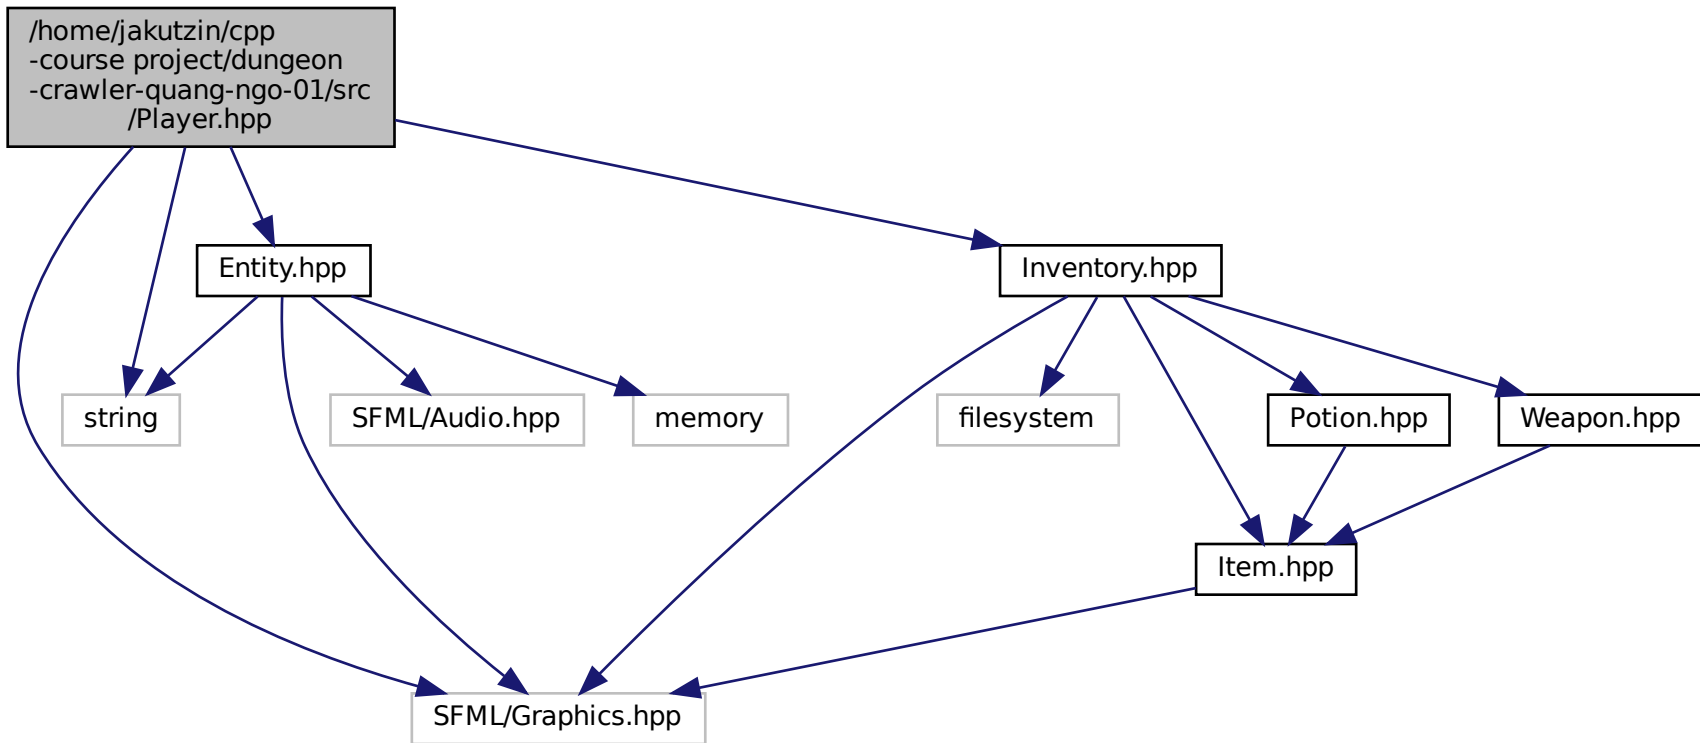 /home/jakutzin/cpp
-course project/dungeon
-crawler-quang-ngo-01/src
/Player.hpp
Entity.hpp
Inventory.hpp
string
SFML/Audio.hpp
memory
filesystem
Potion.hpp
Weapon.hpp
Item.hpp
SFML/Graphics.hpp